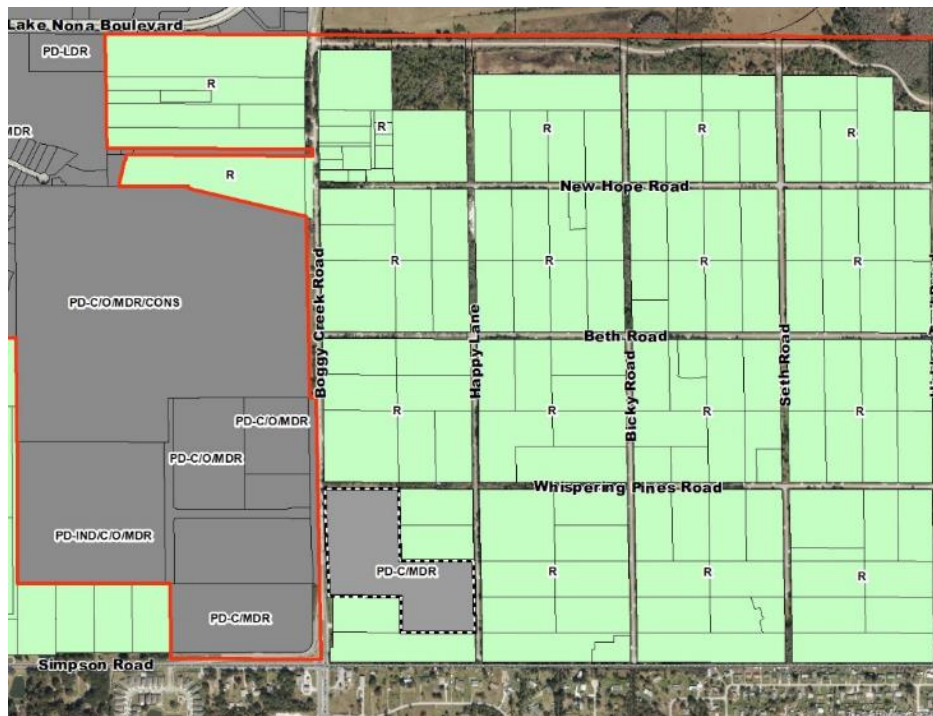 Lake Nona Boulevard
PD-LDR
R
R
R
R
R
MDR
R
New Hope Road
Boggy Creek Road
R
R
R
R
PD-C/O/MDR/CONS
Happy Lane
Beth Road
Bicky Road
Seth Road
PD-C/O/MDR
R
R
R
R
PD-C/O/MDR
Whispering Pines Road
PD-IND/C/O/MDR
PD-C/MDR
R
R
R
PD-C/MDR
Simpson Road